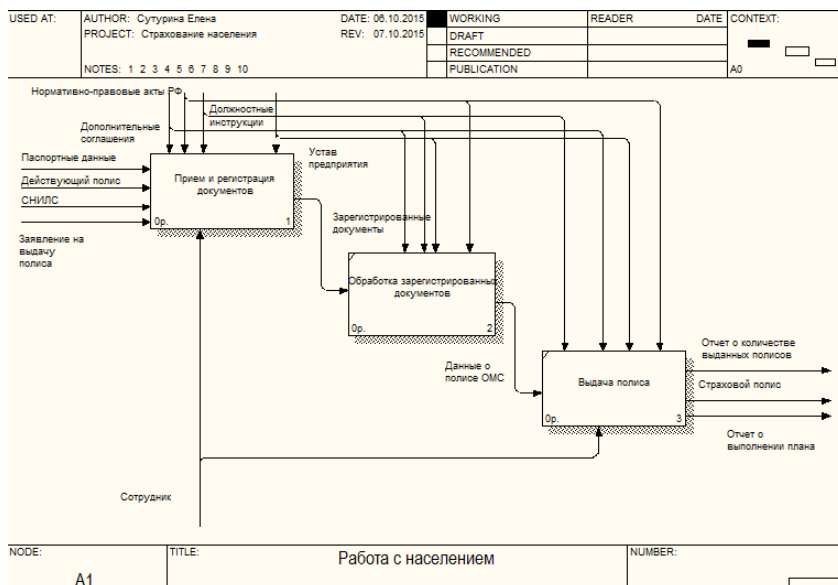 USED AT:
AUTHOR: Сутурина Елена
DATE: 06.10.2015
WORKING
READER
DATE
CONTEXT:
PROJECT: Страхование населения
REV: 07.10.2015
DRAFT
RECOMMENDED
NOTES: 1 2 3 4 5 6 7 8 9 10
PUBLICATION
A0
Нормативно-правовые акты РФ
Должностные
инструкции
Дополнительные
соглашения
Устав
предприятия
Паспортные данные
Действующий полис
СНИЛС
Заявление на
выдачу
полиса
Прием и регистрация
документов
0р.
1
Зарегистрированные
документы
Обработка зарегистрированных
документов
0р.
2
Данные о
полисе ОМС
Выдача полиса
0р.
3
Отчет о количестве
выданных полисов
Страховой полис
Отчет о
выполнении плана
Сотрудник
NODE:
TITLE:
NUMBER:
A1
Работа с населением